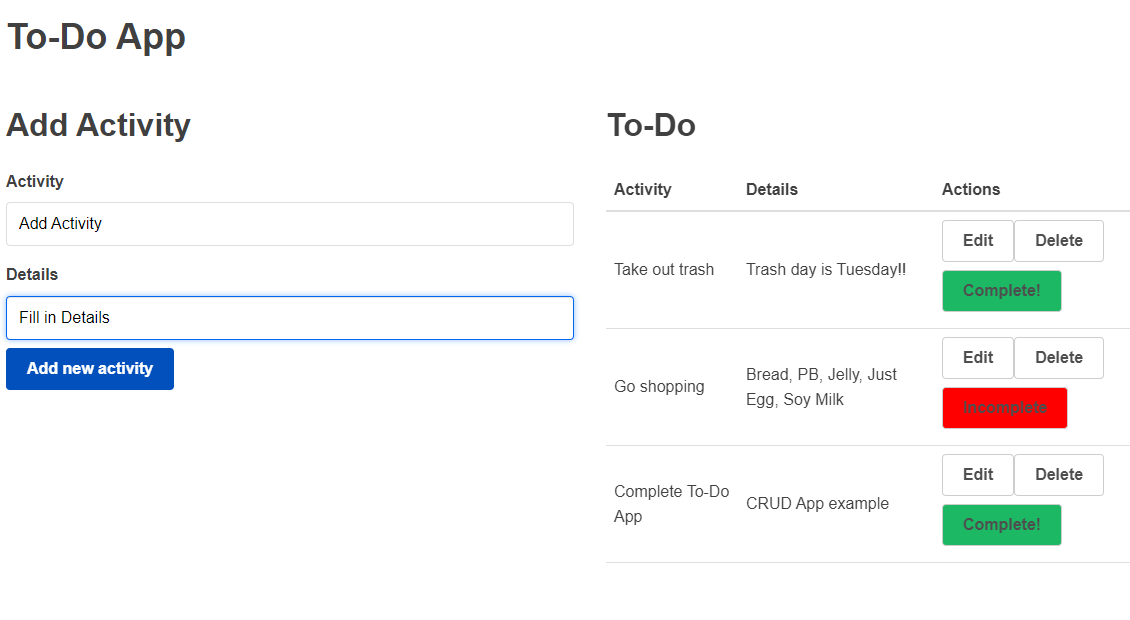 To-Do App
Add Activity
Activity
Add Activity
Details
Fill in Details
Add new activity
To-Do
Activity Details Actions
Take out trash
Trash day is Tuesday!!
Edit Delete
Complete!
Go shopping
Bread, PB, Jelly, Just
Egg, Soy Milk
Edit Delete
Incomplete
Complete To-Do
App
CRUD App example
Edit Delete
Complete!